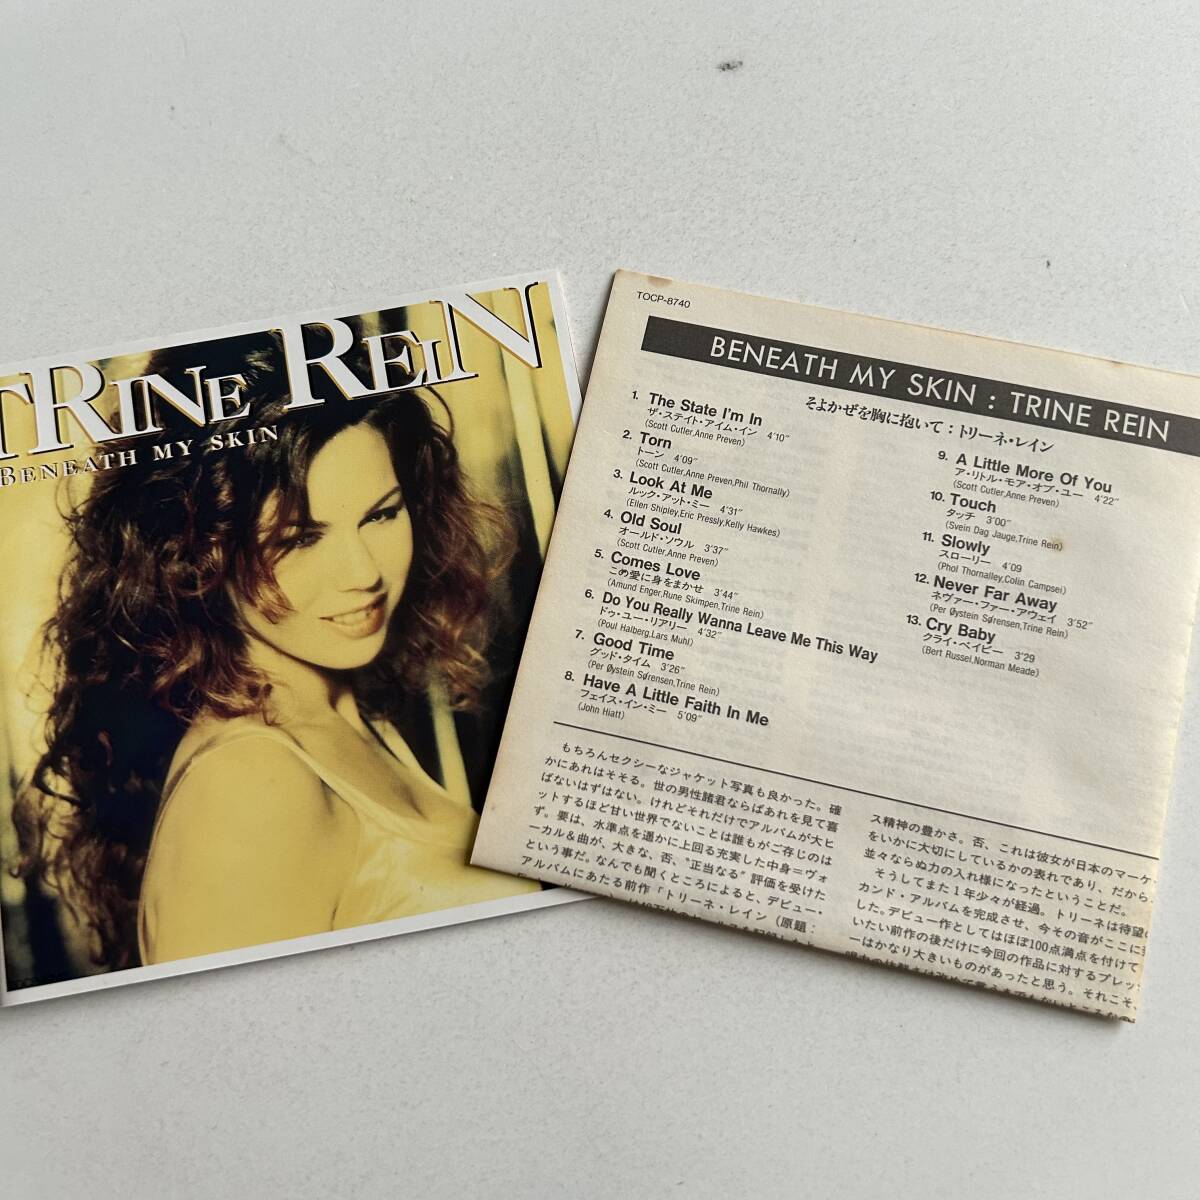 TRINE REIN
BENEATH MY SKIN
TOCP-8740
BENEATH MY SKIN : TRINE REIN
そよかぜを胸に抱いて：トリーネ・レイン
1. The State I'm In
ザ・ステイト・アイム・イン 4'10"
(Scott Cutler,Anne Preven)
2. Torn
トーン 4'09"
(Scott Cutler,Anne Preven,Phil Thornally)
3. Look At Me
ルック・アット・ミー 4'31"
(Ellen Shipley,Eric Pressly,Kelly Hawkes)
4. Old Soul
オールド・ソウル 3'37"
(Scott Cutler,Anne Preven)
5. Comes Love
この愛に身をまかせ 3'44"
(Amund Enger,Rune Skimpen,Trine Rein)
6. Do You Really Wanna Leave Me This Way
ドゥ・ユー・リアリー 4'32"
(Poul Halberg,Lars Muhl)
7. Good Time
グッド・タイム 3'26"
(Per Øystein Sørensen,Trine Rein)
8. Have A Little Faith In Me
フェイス・イン・ミー 5'09"
(John Hiatt)
9. A Little More Of You
ア・リトル・モア・オブ・ユー 4'22"
(Scott Cutler,Anne Preven)
10. Touch
タッチ 3'00"
(Svein Dag Jauge,Trine Rein)
11. Slowly
スローリー 4'09
(Phol Thornalley,Colin Campsei)
12. Never Far Away
ネヴァー・ファー・アウェイ 3'52"
(Per Øystein Sørensen,Trine Rein)
13. Cry Baby
クライ・ベイビー 3'29
(Bert Russel,Norman Meade)
もちろんセクシーなジャケット写真も良かった。確
かにあれはそそる。世の男性諸君ならばあれを見て喜
ばないはずはない。けれどそれだけでアルバムが大ヒ
ットするほど甘い世界でないことは誰もがご存じのは
ず。要は、水準点を遥かに上回る充実した中身＝ヴォ
ーカル＆曲が、大きな、否、"正当なる"評価を受けた
という事だ。なんでも聞くところによると、デビュー・
アルバムにあたる前作「トリーネ・レイン（原題：
ス精神の豊かさ。否、これは彼女が日本のマーケ
をいかに大切にしているかの表れであり、だから
並々ならぬ力の入れ様になったということだ。
そうしてまた1年少々が経過。トリーネは待望の
カンド・アルバムを完成させ、今その音がここに
した。デビュー作としてはほぼ100点満点を付けて
いたい前作の後だけに今回の作品に対するプレッ
ーはかなり大きいものがあったと思う。それこそ、